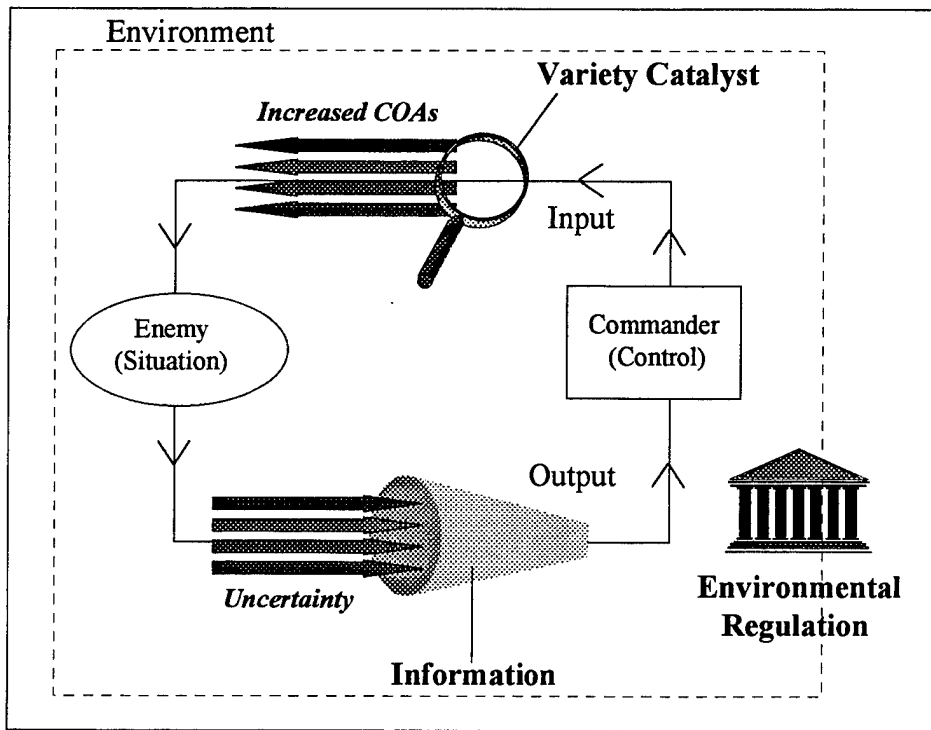 Environment
Variety Catalyst
Increased COAs
Input
Enemy
(Situation)
Commander
(Control)
Output
Uncertainty
Environmental
Regulation
Information